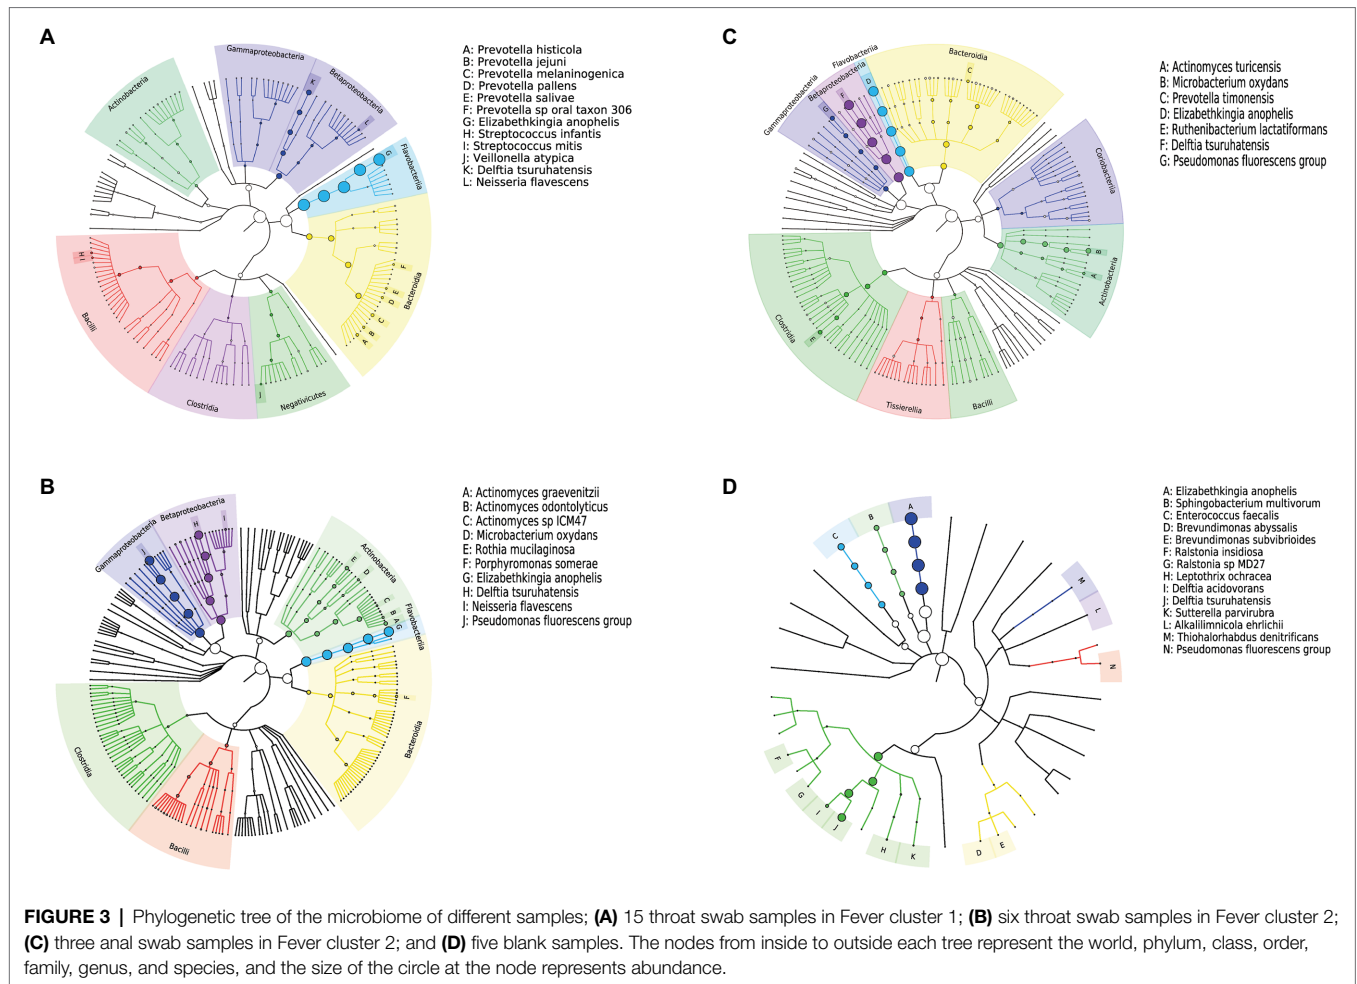 A
Gammaproteobacteria
Betaproteobacteria
Actinobacteria
Flavobacteriia
Bacteroidia
Bacilli
Clostridia
Negativicutes
K
L
G
F
E
D
C
B
A
H
I
J
A: Prevotella histicola
B: Prevotella jejuni
C: Prevotella melaninogenica
D: Prevotella pallens
E: Prevotella salivae
F: Prevotella sp oral taxon 306
G: Elizabethkingia anophelis
H: Streptococcus infantis
I: Streptococcus mitis
J: Veillonella atypica
K: Delftia tsuruhatensis
L: Neisseria flavescens
C
Gammaproteobacteria
Betaproteobacteria
Flavobacteriia
Bacteroidia
Coriobacteriia
Actinobacteria
Clostridia
Tissierellia
Bacilli
G
F
D
C
B
A
E
A: Actinomyces turicensis
B: Microbacterium oxydans
C: Prevotella timonensis
D: Elizabethkingia anophelis
E: Ruthenibacterium lactatiformans
F: Delftia tsuruhatensis
G: Pseudomonas fluorescens group
B
Gammaproteobacteria
Betaproteobacteria
Actinobacteria
Flavobacteriia
Bacteroidia
Clostridia
Bacilli
H
I
E
D
C
B
A
G
F
A: Actinomyces graevenitzii
B: Actinomyces odontolyticus
C: Actinomyces sp ICM47
D: Microbacterium oxydans
E: Rothia mucilaginosa
F: Porphyromonas somerae
G: Elizabethkingia anophelis
H: Delftia tsuruhatensis
I: Neisseria flavescens
J: Pseudomonas fluorescens group
D
A
B
C
M
L
N
F
G
I
J
H
K
D
E
A: Elizabethkingia anophelis
B: Sphingobacterium multivorum
C: Enterococcus faecalis
D: Brevundimonas abyssalis
E: Brevundimonas subvibrioides
F: Ralstonia insidiosa
G: Ralstonia sp MD27
H: Leptothrix ochracea
I: Delftia acidovorans
J: Delftia tsuruhatensis
K: Sutterella parvirubra
L: Alkalilimnicola ehrlichii
M: Thiohalorhabdus denitrificans
N: Pseudomonas fluorescens group
FIGURE 3 | Phylogenetic tree of the microbiome of different samples; (A) 15 throat swab samples in Fever cluster 1; (B) six throat swab samples in Fever cluster 2;
(C) three anal swab samples in Fever cluster 2; and (D) five blank samples. The nodes from inside to outside each tree represent the world, phylum, class, order,
family, genus, and species, and the size of the circle at the node represents abundance.